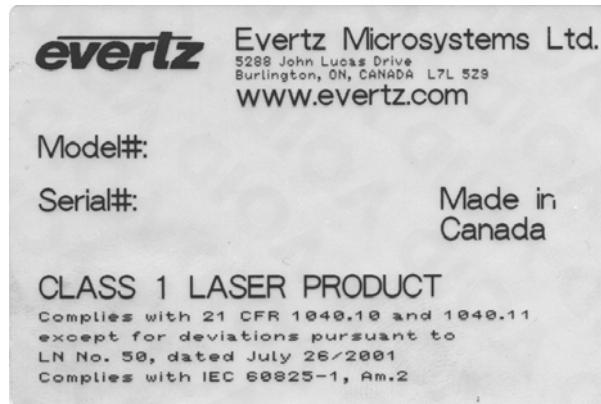 evertz
Evertz Microsystems Ltd.
5288 John Lucas Drive
Burlington, ON, CANADA L7L 5Z9
www.evertz.com
Model#:
Serial#:
Made in
Canada
CLASS 1 LASER PRODUCT
Complies with 21 CFR 1040.10 and 1040.11
except for deviations pursuant to
LN No. 50, dated July 26/2001
Complies with IEC 60825-1, Am.2